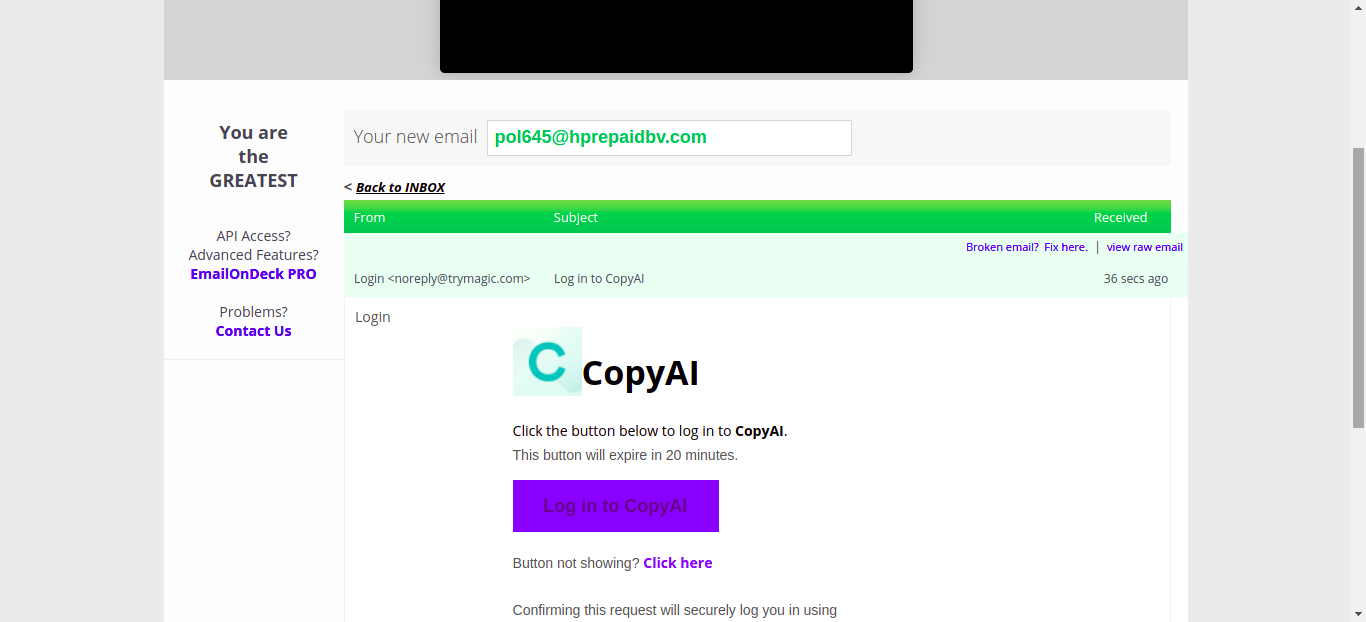 You are
the
GREATEST
API Access?
Advanced Features?
EmailOnDeck PRO
Problems?
Contact Us
Your new email pol645@hprepaidbv.com
< Back to INBOX
From Subject Received
Broken email? Fix here. | view raw email
Login <noreply@trymagic.com> Log in to CopyAI 36 secs ago
Login
C CopyAI
Click the button below to log in to CopyAI.
This button will expire in 20 minutes.
Log in to CopyAI
Button not showing? Click here
Confirming this request will securely log you in using